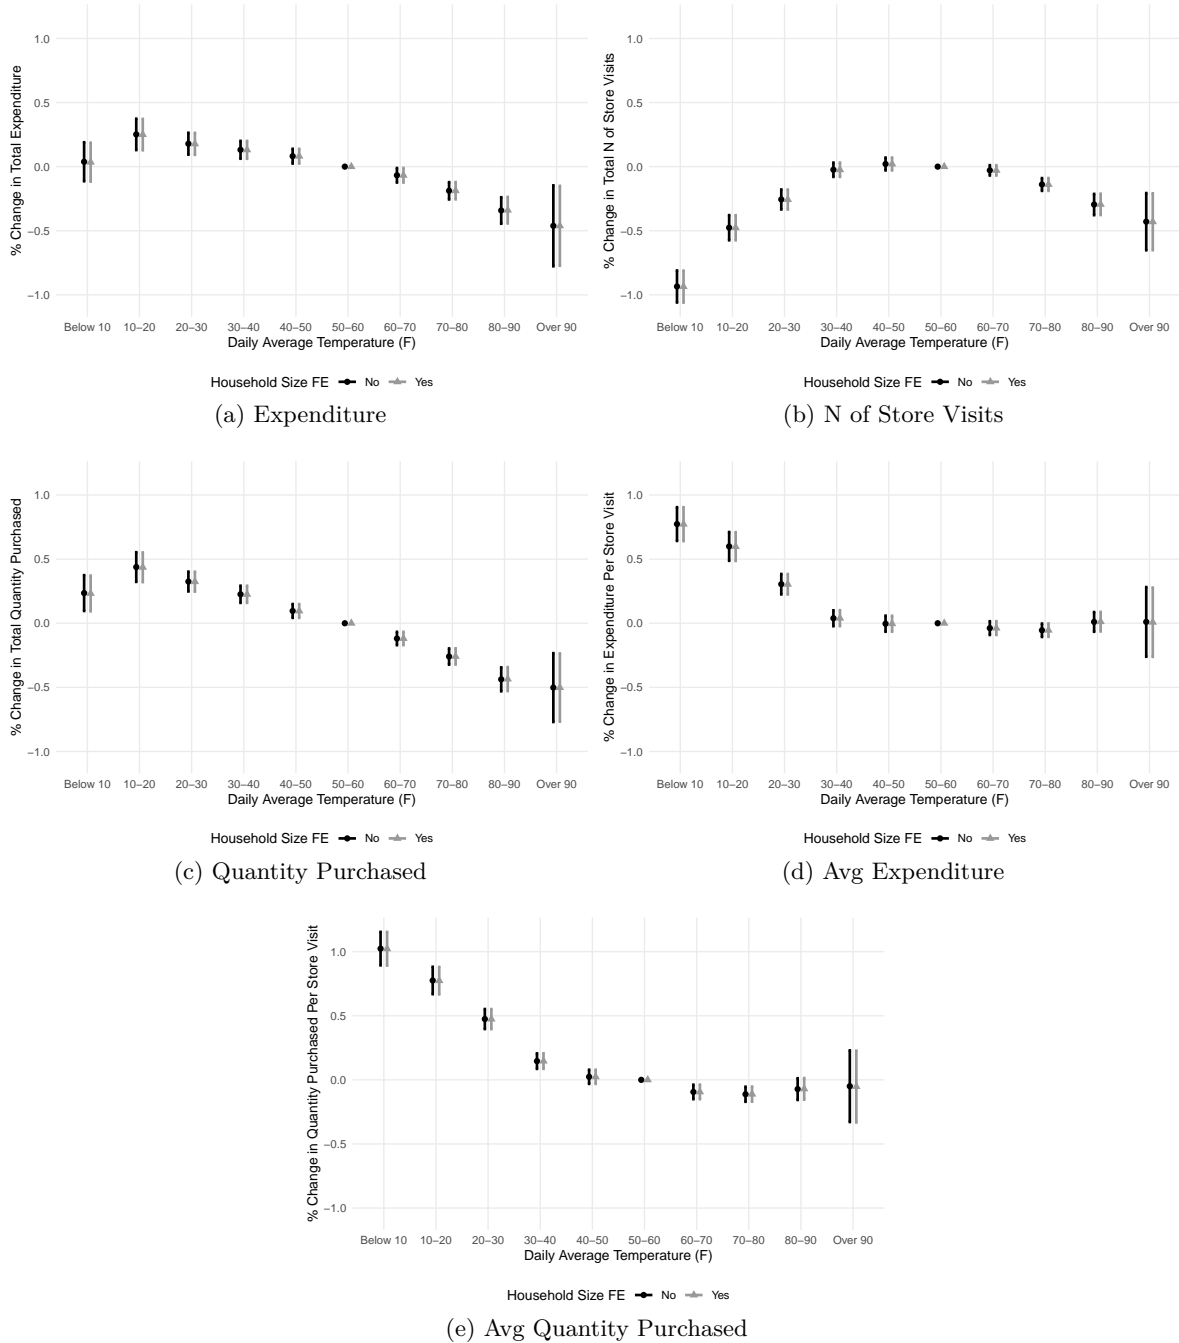 % Change in Total Expenditure
1.0
0.5
0.0
−0.5
−1.0
Below 10 10−20 20−30 30−40 40−50 50−60 60−70 70−80 80−90 Over 90
Daily Average Temperature (F)
Household Size FE No Yes
(a) Expenditure
% Change in Total N of Store Visits
1.0
0.5
0.0
−0.5
−1.0
Below 10 10−20 20−30 30−40 40−50 50−60 60−70 70−80 80−90 Over 90
Daily Average Temperature (F)
Household Size FE No Yes
(b) N of Store Visits
% Change in Total Quantity Purchased
1.0
0.5
0.0
−0.5
−1.0
Below 10 10−20 20−30 30−40 40−50 50−60 60−70 70−80 80−90 Over 90
Daily Average Temperature (F)
Household Size FE No Yes
(c) Quantity Purchased
% Change in Expenditure Per Store Visit
1.0
0.5
0.0
−0.5
−1.0
Below 10 10−20 20−30 30−40 40−50 50−60 60−70 70−80 80−90 Over 90
Daily Average Temperature (F)
Household Size FE No Yes
(d) Avg Expenditure
% Change in Quantity Purchased Per Store Visit
1.0
0.5
0.0
−0.5
−1.0
Below 10 10−20 20−30 30−40 40−50 50−60 60−70 70−80 80−90 Over 90
Daily Average Temperature (F)
Household Size FE No Yes
(e) Avg Quantity Purchased